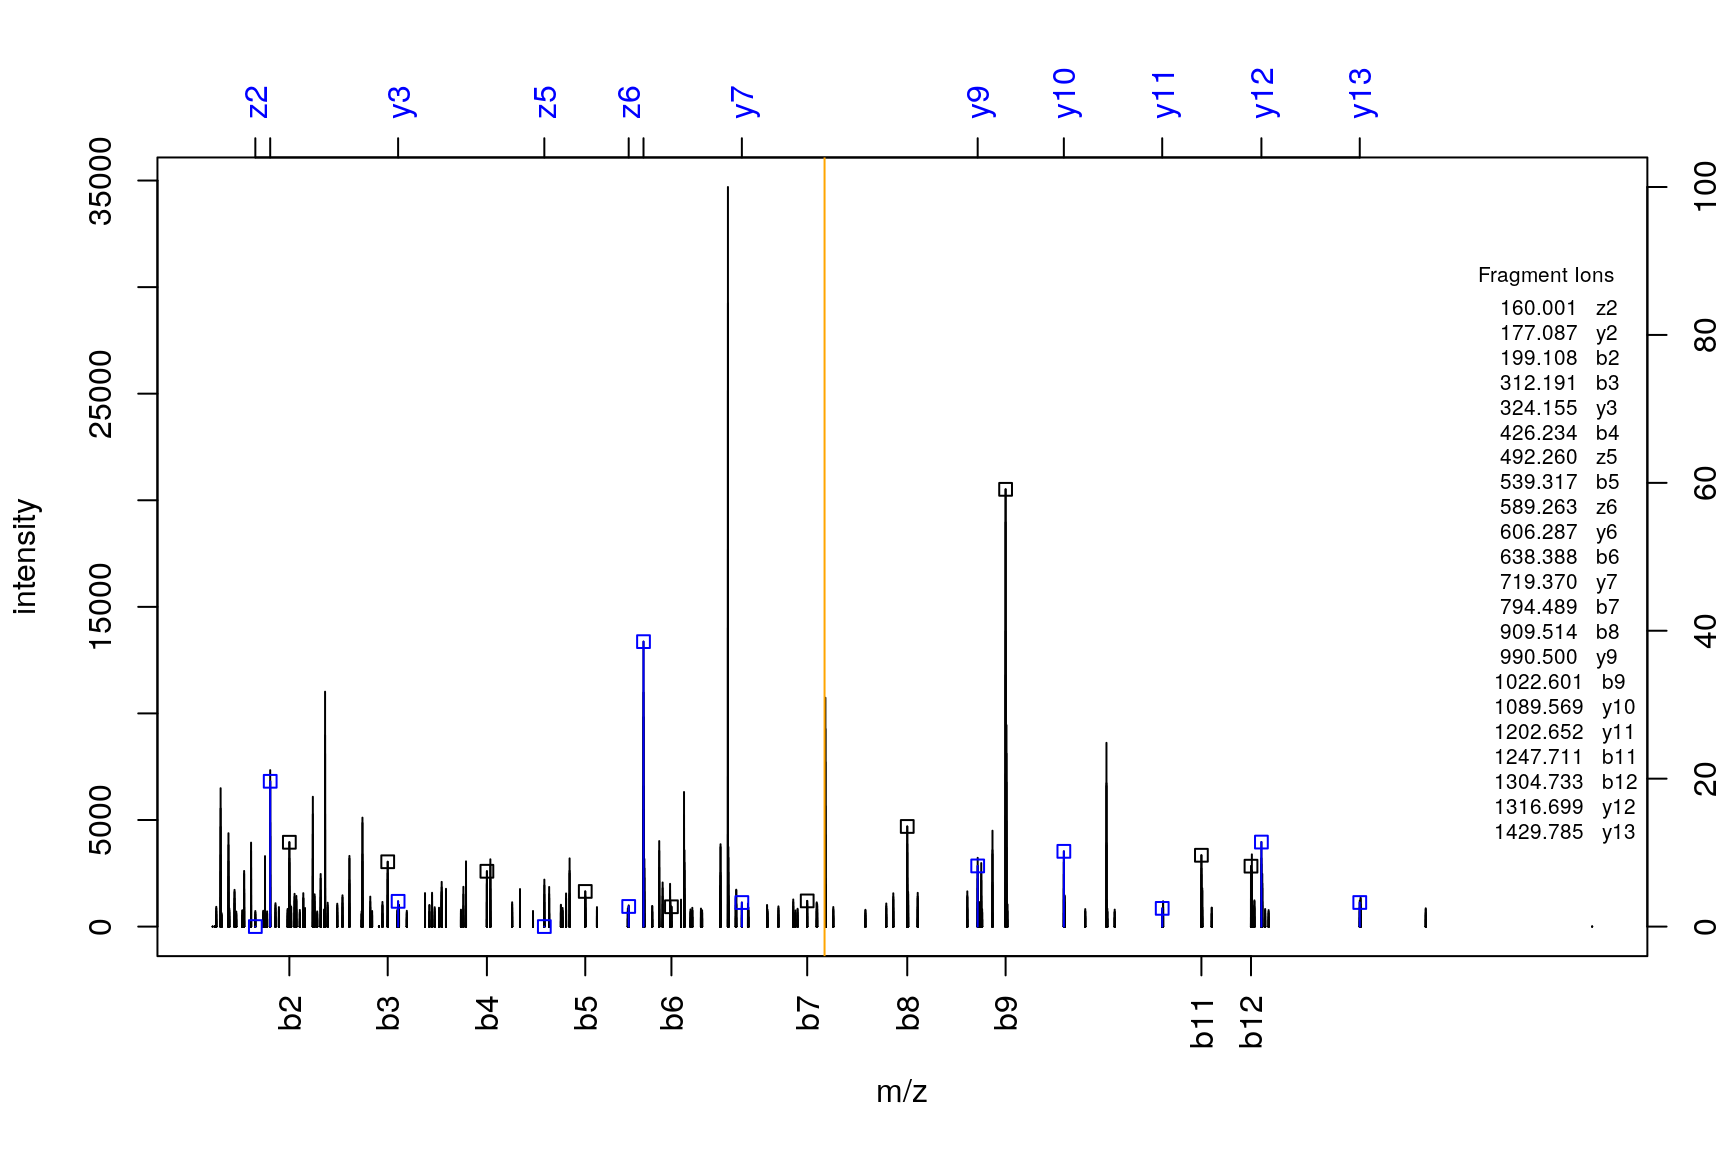 z2 y3 z5 z6 y7 y9 y10 y11 y12 y13
35000
25000
15000
5000
0
intensity
100
80
60
40
20
0
Fragment Ions
160.001 z2
177.087 y2
199.108 b2
312.191 b3
324.155 y3
426.234 b4
492.260 z5
539.317 b5
589.263 z6
606.287 y6
638.388 b6
719.370 y7
794.489 b7
909.514 b8
990.500 y9
1022.601 b9
1089.569 y10
1202.652 y11
1247.711 b11
1304.733 b12
1316.699 y12
1429.785 y13
b2 b3 b4 b5 b6 b7 b8 b9 b11 b12
m/z